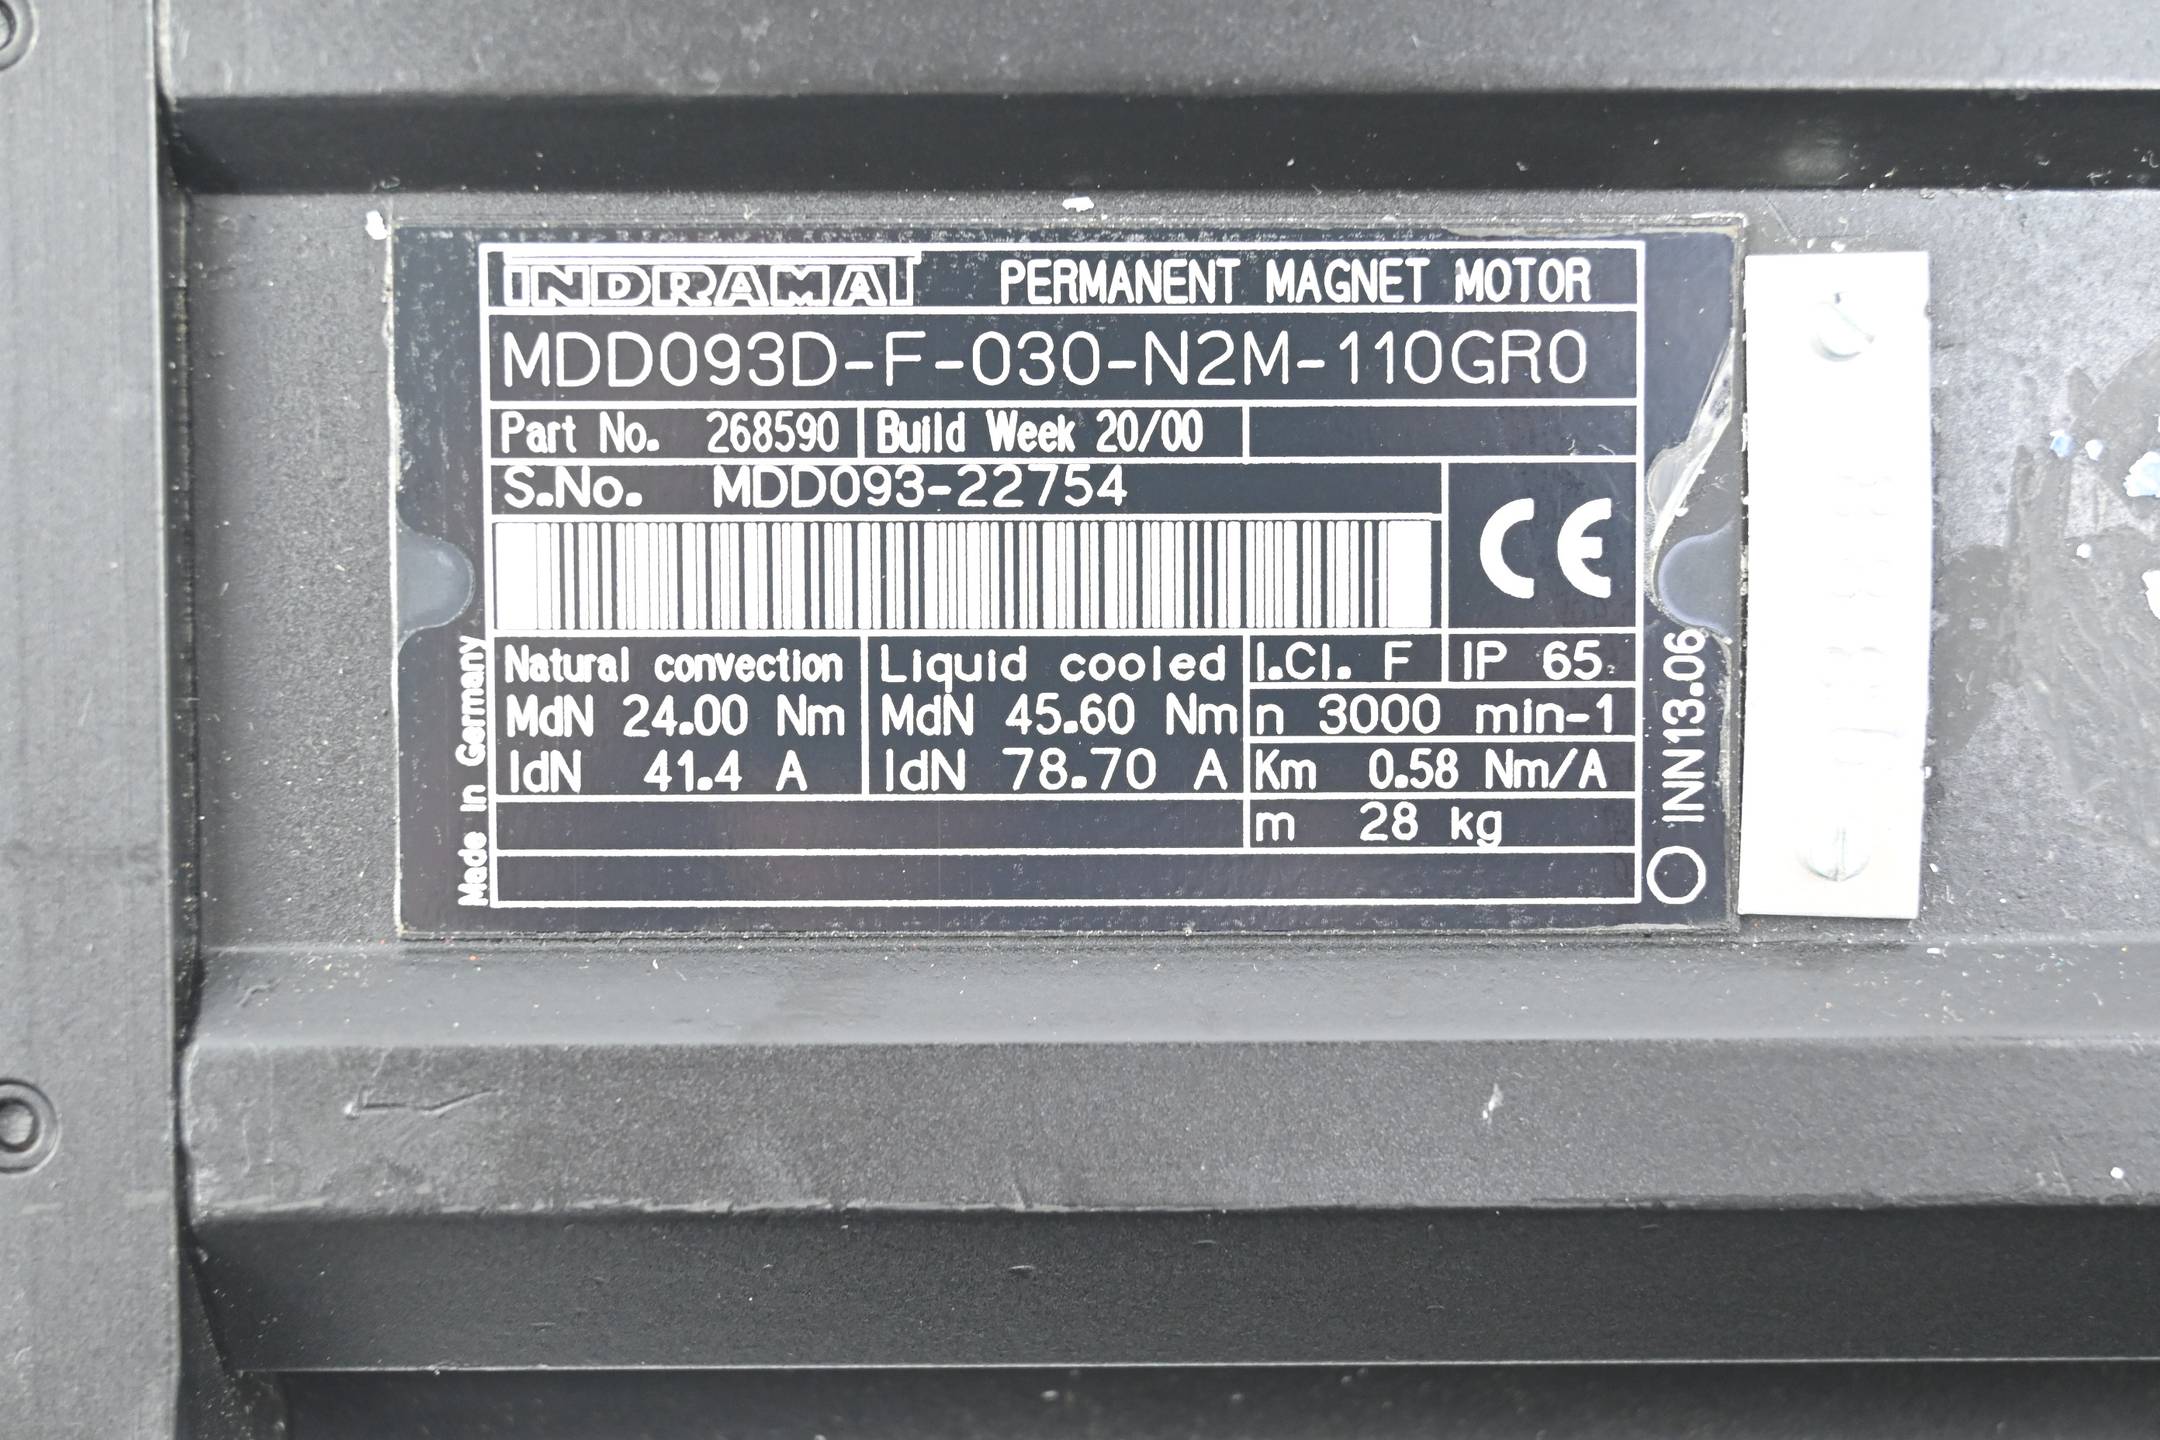 INDRAMAT PERMANENT MAGNET MOTOR
MDD093D-F-030-N2M-110GR0
Part No. 268590 Build Week 20/00
S.No. MDD093-22754
CE
Natural convection Liquid cooled I.Cl. F IP 65
MdN 24.00 Nm MdN 45.60 Nm n 3000 min-1
IdN 41.4 A IdN 78.70 A Km 0.58 Nm/A
m 28 kg
Made in Germany
INN13.06